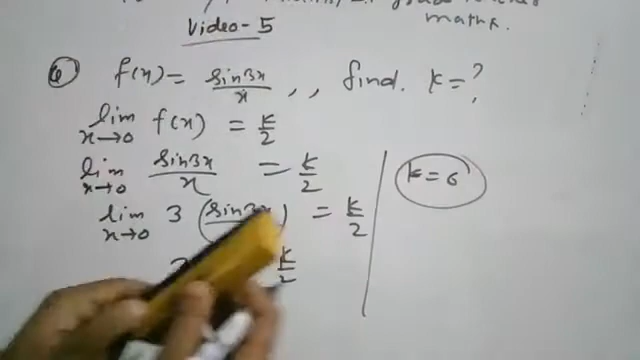 maths.
Video-5
⑥ f(x) = sin3x/x , , find. k=?
lim x→0 f(x) = k/2
lim x→0 sin3x/x = k/2
k=6
lim x→0 3 (sin3x ) = k/2
k/2